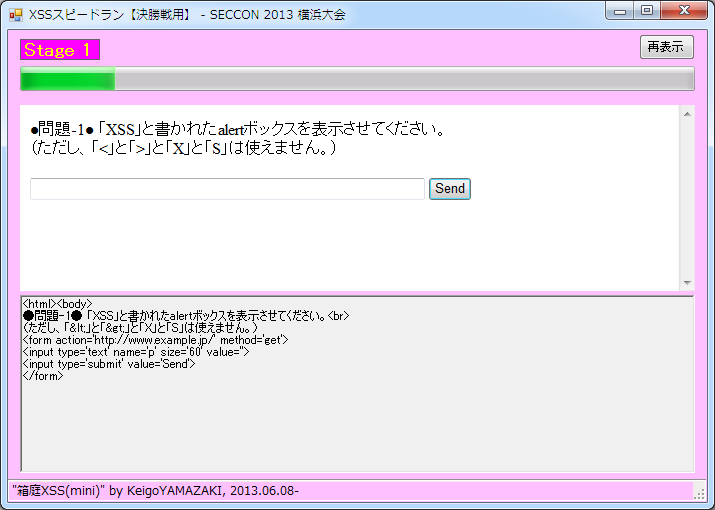 XSSスピードラン【決勝戦用】 - SECCON 2013 横浜大会
Stage 1
再表示
●問題-1● 「XSS」と書かれたalertボックスを表示させてください。
（ただし、「<」と「>」と「X」と「S」は使えません。）
Send
<html><body>
●問題-1● 「XSS」と書かれたalertボックスを表示させてください。<br>
（ただし、「&lt;」と「&gt;」と「X」と「S」は使えません。）
<form action='http://www.example.jp/' method='get'>
<input type='text' name='p' size='60' value=''>
<input type='submit' value='Send'>
</form>
"箱庭XSS(mini)" by KeigoYAMAZAKI, 2013.06.08-